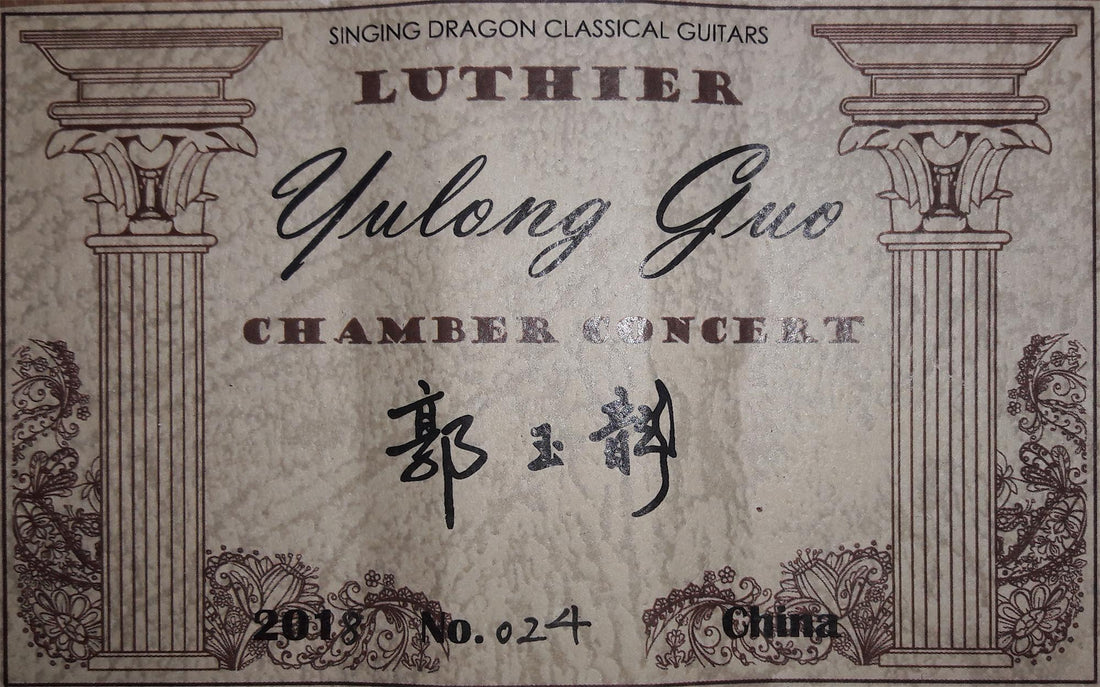 SINGING DRAGON CLASSICAL GUITARS
LUTHIER
Yulong Guo
CHAMBER CONCERT
郭玉龍
2018 No. 024 China